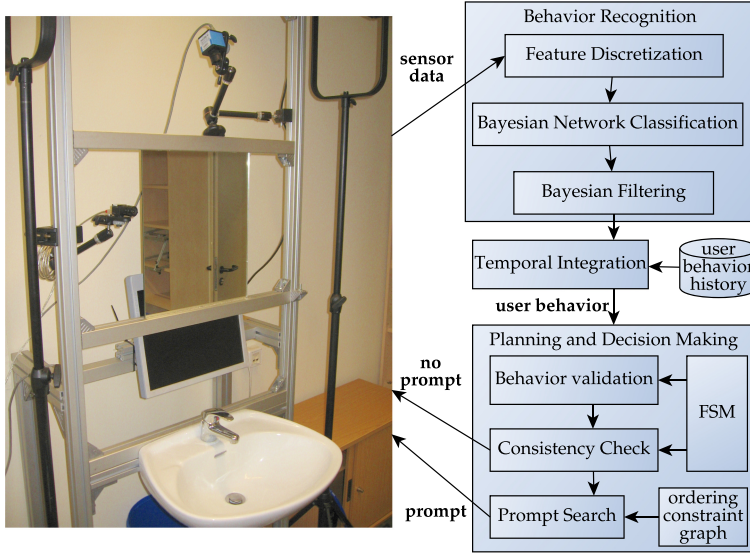 Behavior Recognition
sensor
data
Feature Discretization
Bayesian Network Classification
Bayesian Filtering
Temporal Integration
user
behavior
history
user behavior
Planning and Decision Making
no
prompt
Behavior validation
FSM
Consistency Check
prompt
Prompt Search
ordering
constraint
graph